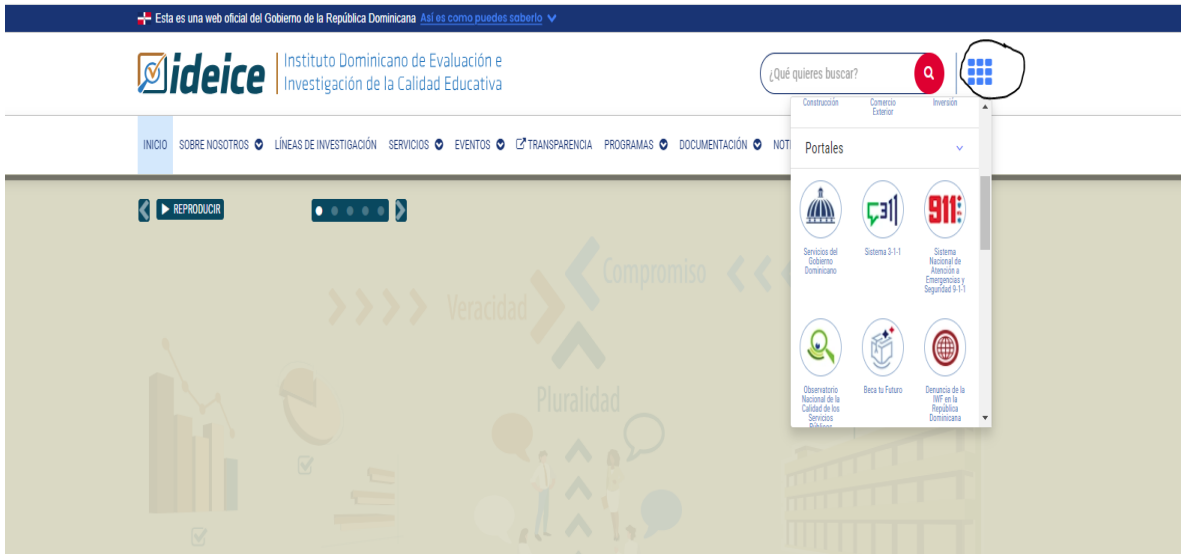 Esta es una web oficial del Gobierno de la República Dominicana Así es como puedes saberlo
ideice
Instituto Dominicano de Evaluación e
Investigación de la Calidad Educativa
¿Qué quieres buscar?
Construcción
Comercio
Exterior
Inversión
INICIO SOBRE NOSOTROS LÍNEAS DE INVESTIGACIÓN SERVICIOS EVENTOS TRANSPARENCIA PROGRAMAS DOCUMENTACIÓN NOT
Portales
REPRODUCIR
311
911
Servicios del
Gobierno
Dominicano
Sistema 3-1-1
Sistema
Nacional de
Atención a
Emergencias y
Seguridad 9-1-1
Compromiso
Veracidad
Pluralidad
Observatorio
Nacional de la
Calidad de los
Servicios
Públicos
Beca tu Futuro
Denuncia de la
IWF en la
República
Dominicana